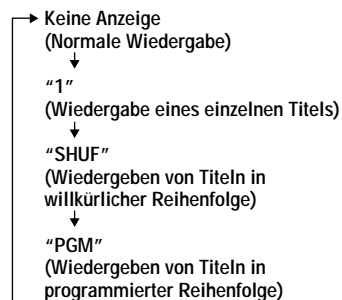 Keine Anzeige
(Normale Wiedergabe)
“1”
(Wiedergabe eines einzelnen Titels)
“SHUF”
(Wiedergeben von Titeln in
willkürlicher Reihenfolge)
“PGM”
(Wiedergeben von Titeln in
programmierter Reihenfolge)